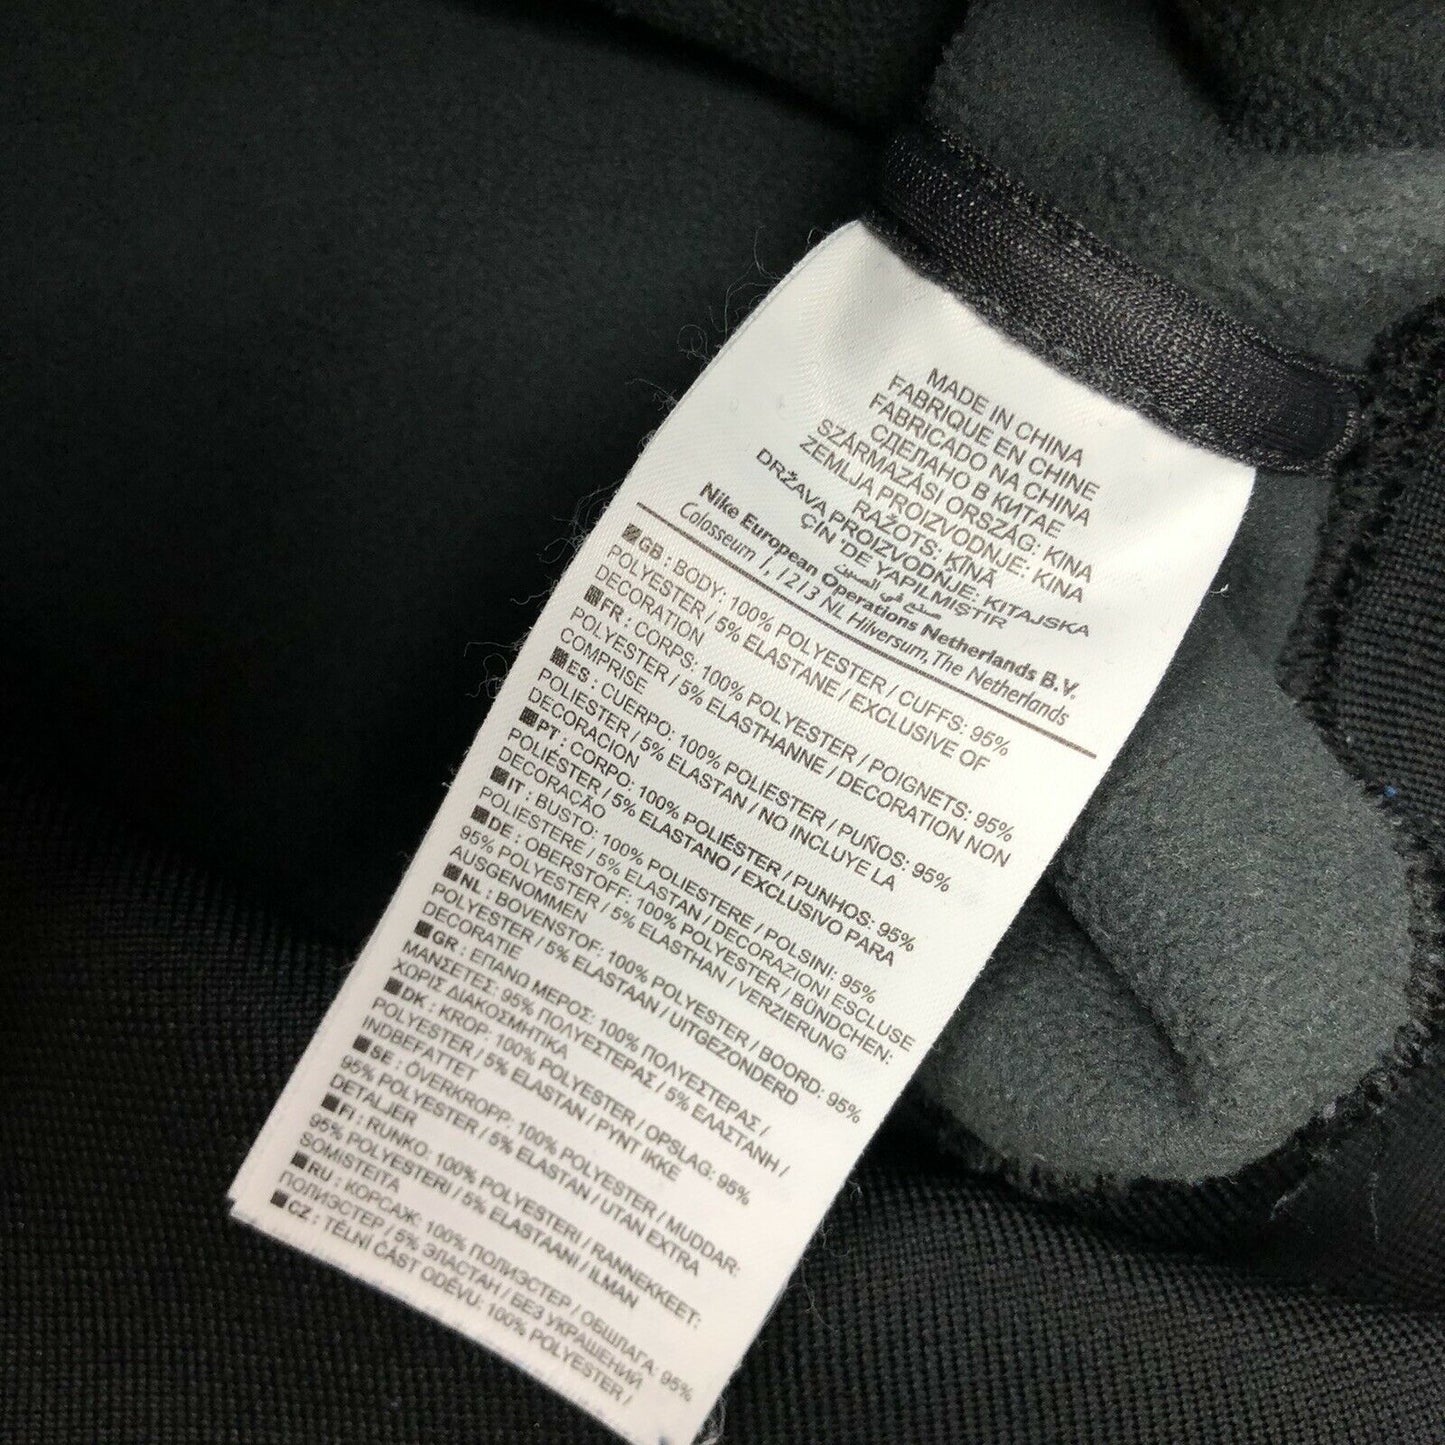 MADE IN CHINA
FABRIQUE EN CHINE
FABRICADO NA CHINA
СДЕЛАНО В КИТАЕ
SZÁRMAZÁSI ORSZÁG: KINA
ZEMLJA PROIZVODNJE: KINA
RAŽOTS: ĶĪNĀ
DRŽAVA PROIZVODNJE: KITAJSKA
ÇIN 'DE YAPILMIŞTIR
صنع في الصين
Nike European Operations Netherlands B.V.
Colosseum 1, 1213 NL Hilversum, The Netherlands
GB : BODY: 100% POLYESTER / CUFFS: 95%
POLYESTER / 5% ELASTANE / EXCLUSIVE OF
DECORATION
FR : CORPS: 100% POLYESTER / POIGNETS: 95%
POLYESTER / 5% ELASTHANNE / DECORATION NON
COMPRISE
ES : CUERPO: 100% POLIESTER / PUÑOS: 95%
POLIESTER / 5% ELASTAN / NO INCLUYE LA
DECORACION
PT : CORPO: 100% POLIÉSTER / PUNHOS: 95%
POLIÉSTER / 5% ELASTANO / EXCLUSIVO PARA
DECORAÇÃO
IT : BUSTO: 100% POLIESTERE / POLSINI: 95%
POLIESTERE / 5% ELASTAN / DECORAZIONI ESCLUSE
DE : OBERSTOFF: 100% POLYESTER / BÜNDCHEN:
95% POLYESTER / 5% ELASTHAN / VERZIERUNG
AUSGENOMMEN
NL : BOVENSTOF: 100% POLYESTER / BOORD: 95%
POLYESTER / 5% ELASTAAN / UITGEZONDERD
DECORATIE
GR : ΕΠΑΝΩ ΜΕΡΟΣ: 100% ΠΟΛΥΕΣΤΕΡΑΣ /
ΜΑΝΣΕΤΕΣ: 95% ΠΟΛΥΕΣΤΕΡΑΣ / 5% ΕΛΑΣΤΑΝΗ /
ΧΩΡΙΣ ΔΙΑΚΟΣΜΗΤΙΚΑ
DK : KROP: 100% POLYESTER / OPSLAG: 95%
POLYESTER / 5% ELASTAN / PYNT IKKE
INDBEFATTET
SE : ÖVERKROPP: 100% POLYESTER / MUDDAR:
95% POLYESTER / 5% ELASTAN / UTAN EXTRA
DETALJER
FI : RUNKO: 100% POLYESTERI / RANNEKKEET:
95% POLYESTERI / 5% ELASTAANI / ILMAN
SOMISTEITA
RU : КОРСАЖ: 100% ПОЛИЭСТЕР / ОБШЛАГА: 95%
ПОЛИЭСТЕР / 5% ЭЛАСТАН / БЕЗ УКРАШЕНИЙ
CZ : TĚLNÍ ČÁST ODĚVU: 100% POLYESTER /